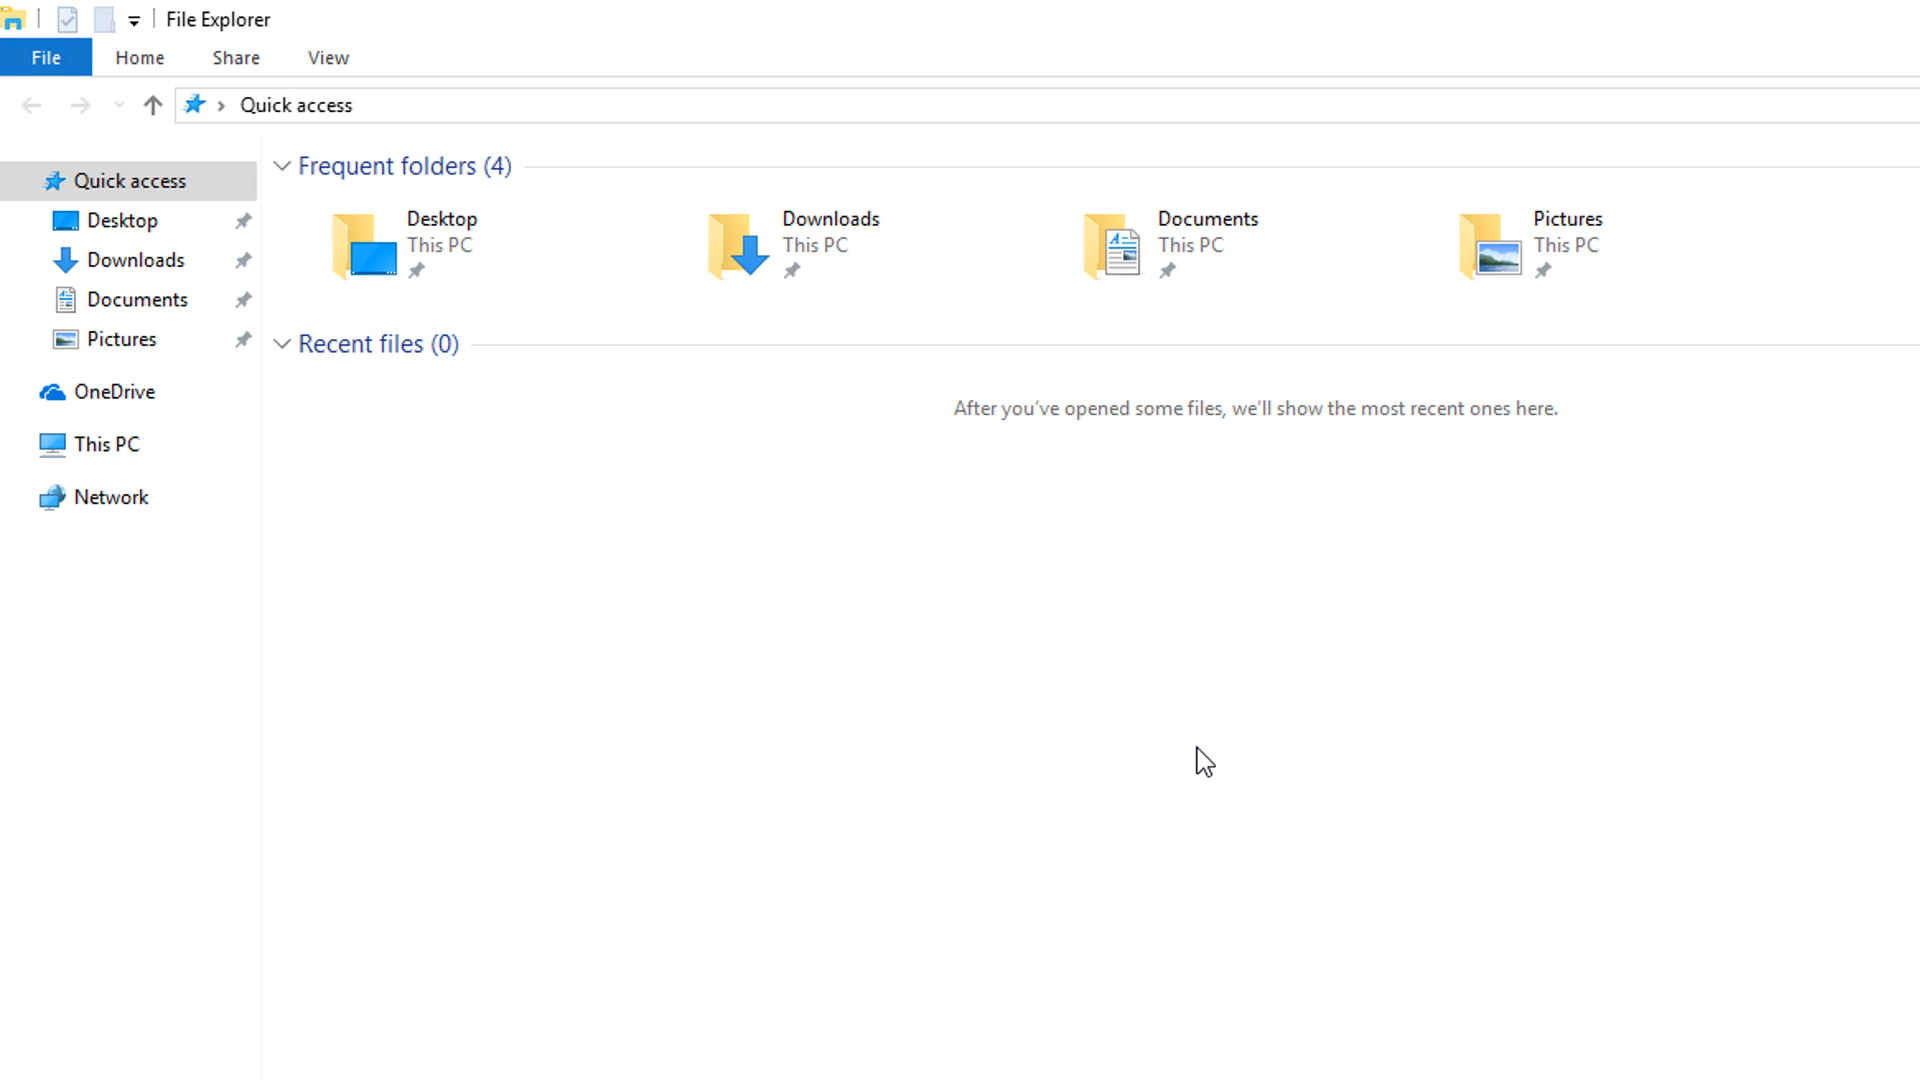 File Explorer
File Home Share View
Quick access
Quick access
Desktop
Downloads
Documents
Pictures
OneDrive
This PC
Network
Frequent folders (4)
Desktop
This PC
Downloads
This PC
Documents
This PC
Pictures
This PC
Recent files (0)
After you've opened some files, we'll show the most recent ones here.